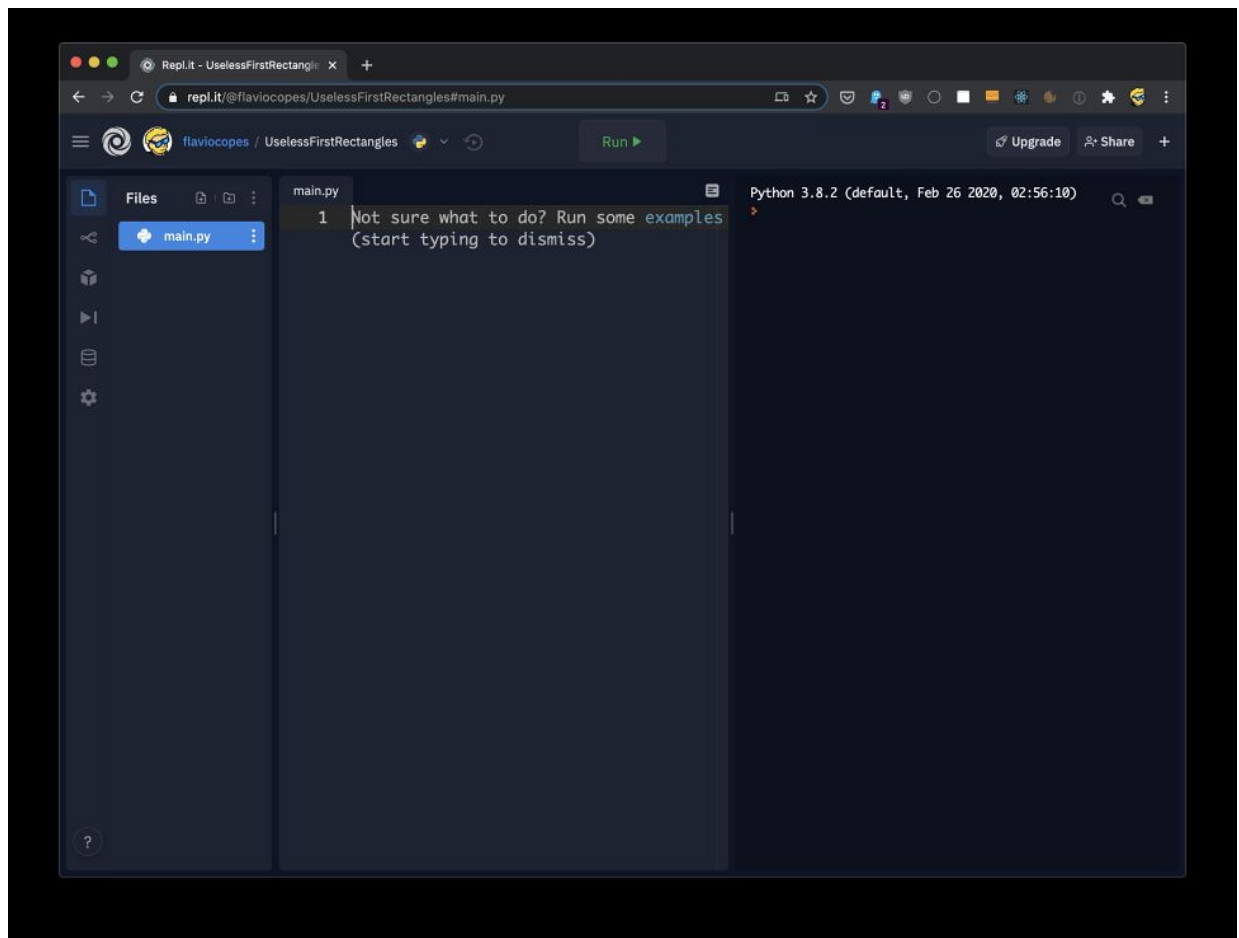 Repl.it - UselessFirstRectangle
repl.it/@flaviocopes/UselessFirstRectangles#main.py
2
flaviocopes / UselessFirstRectangles
Run
Upgrade
Share
+
Files
main.py
main.py
1 Not sure what to do? Run some examples
(start typing to dismiss)
Python 3.8.2 (default, Feb 26 2020, 02:56:10)
>
?